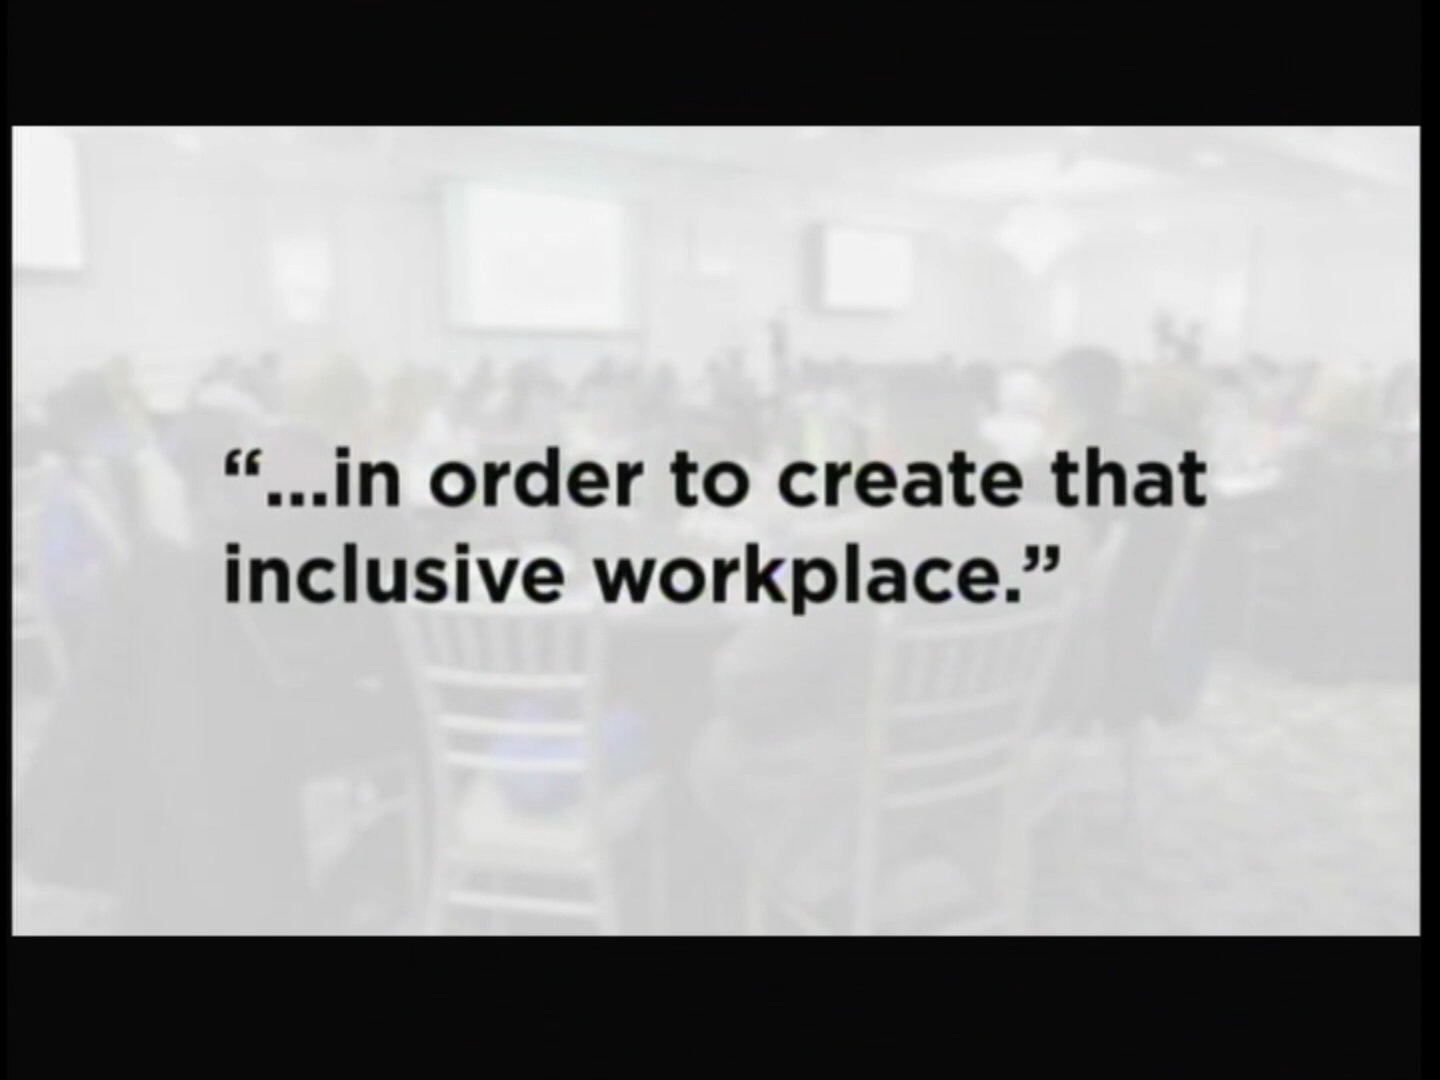 “...in order to create that
inclusive workplace.”